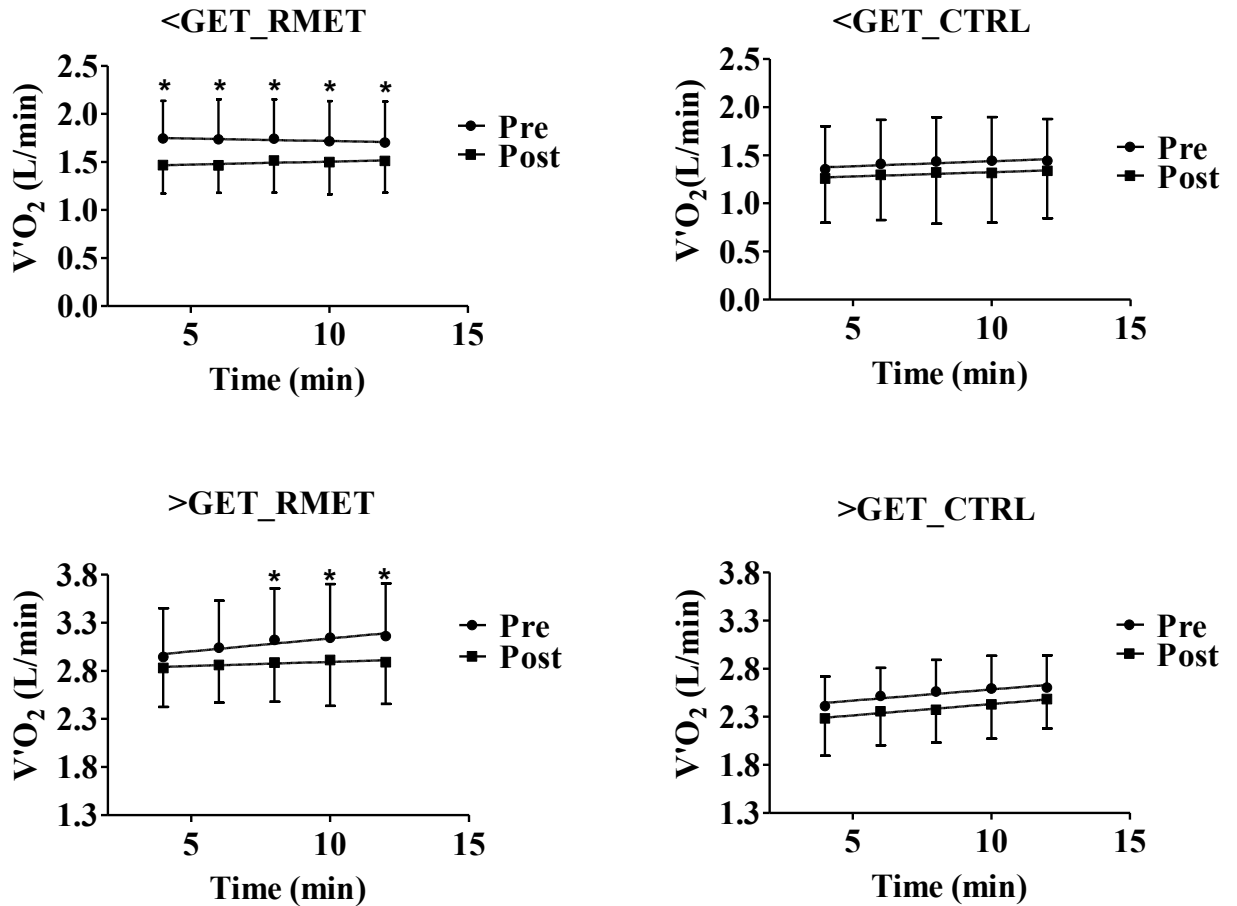 <GET_RMET
2.5
2.0
1.5
1.0
0.5
0.0
V'O2 (L/min)
* * * * *
Pre
Post
5 10 15
Time (min)
<GET_CTRL
2.5
2.0
1.5
1.0
0.5
0.0
V'O2(L/min)
Pre
Post
5 10 15
Time (min)
>GET_RMET
3.8
3.3
2.8
2.3
1.8
1.3
V'O2 (L/min)
* * *
Pre
Post
5 10 15
Time (min)
>GET_CTRL
3.8
3.3
2.8
2.3
1.8
1.3
V'O2 (L/min)
Pre
Post
5 10 15
Time (min)